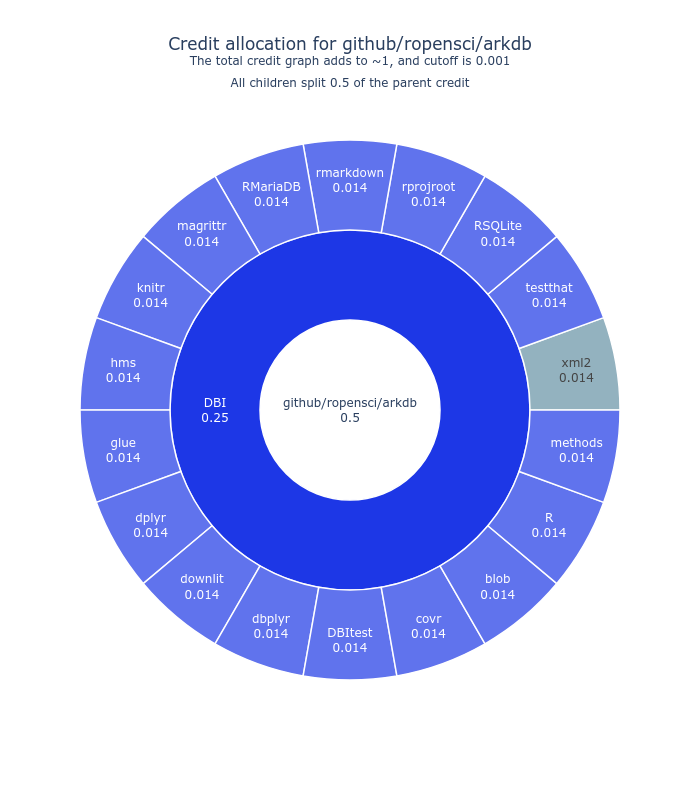 Credit allocation for github/ropensci/arkdb
The total credit graph adds to ~1, and cutoff is 0.001
All children split 0.5 of the parent credit
rmarkdown
0.014
RMariaDB
0.014
rprojroot
0.014
magrittr
0.014
RSQLite
0.014
knitr
0.014
testthat
0.014
hms
0.014
xml2
0.014
DBI
0.25
github/ropensci/arkdb
0.5
glue
0.014
methods
0.014
dplyr
0.014
R
0.014
downlit
0.014
blob
0.014
dbplyr
0.014
covr
0.014
DBItest
0.014